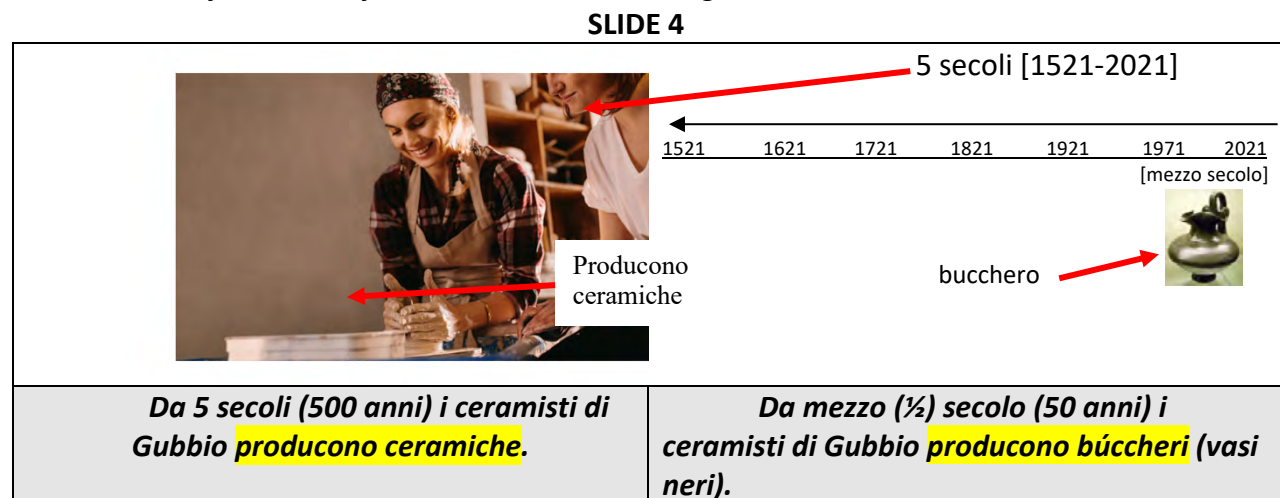 SLIDE 4
5 secoli [1521-2021]
1521 1621 1721 1821 1921 1971 2021
[mezzo secolo]
Producono
ceramiche
bucchero
Da 5 secoli (500 anni) i ceramisti di
Gubbio producono ceramiche.
Da mezzo (½) secolo (50 anni) i
ceramisti di Gubbio producono búccheri (vasi
neri).